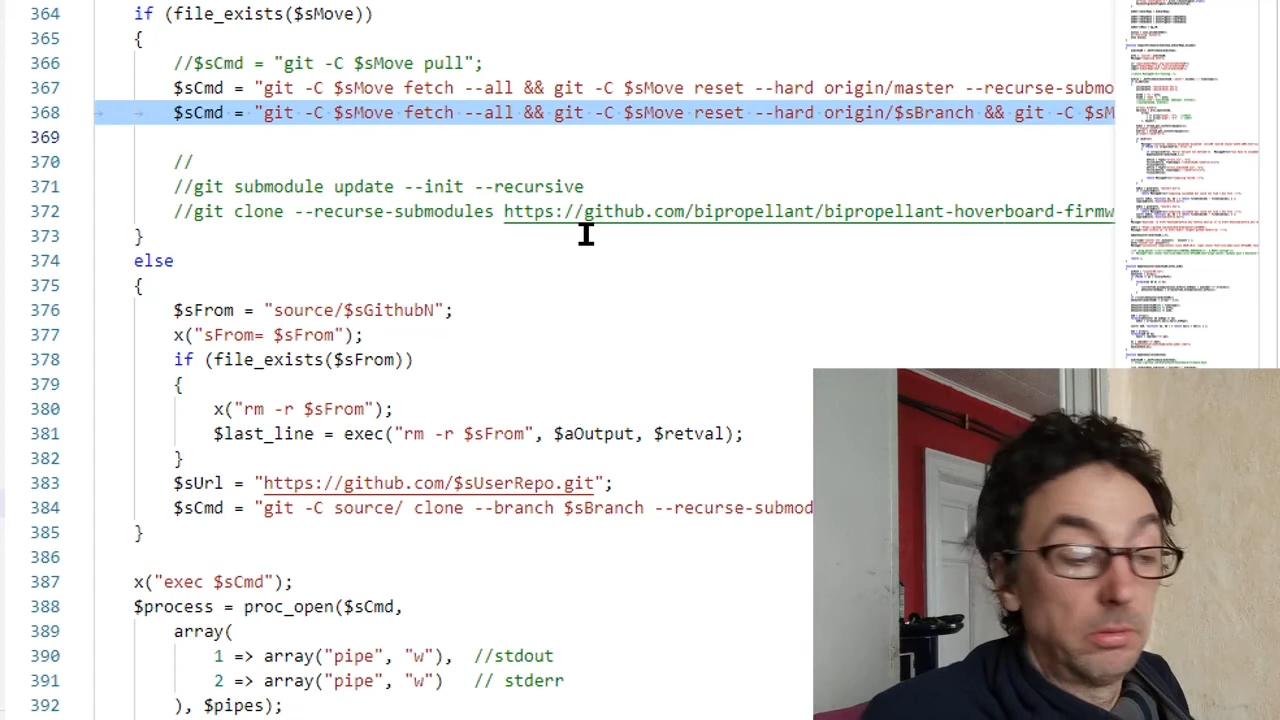 364 if (file_exists($sMove))
365 {
366 //$sCmd = "git -C $sMove pull";
367 $sCmd = "git -C $sMove fetch --all && git -C $sMove reset --hard origin/master --recurse-submo
368 $sCmd = "git -C $sMove fetch --all && git -C $sMove reset --hard origin/$sBranch && git -C $sM
369
370 //
371 //git submodule update --init --recursive
372 //git clone --recurse-submodules https://github.com/bipropellant/bipropellant-hoverboard-firmw
373 }
374 else
375 {
376 $sFrom = "source/$sGithubN";
377 x("sFrom= $sFrom");
378 if (file_exists($sFrom))
379 {
380 x("rm -r $sFrom");
381 $last_line = exec("rm -r $sFrom", $aOutput, $retval);
382 }
383 $sUrl = "https://github.com/$sUserRepo.git";
384 $sCmd = "git -C source/ clone --branch $sBranch --recurse-submod
385 }
386
387 x("exec $sCmd");
388 $process = proc_open($sCmd,
389 array(
390 1 => array("pipe", "w"), //stdout
391 2 => array("pipe", "w") // stderr
392 ), $pipes);